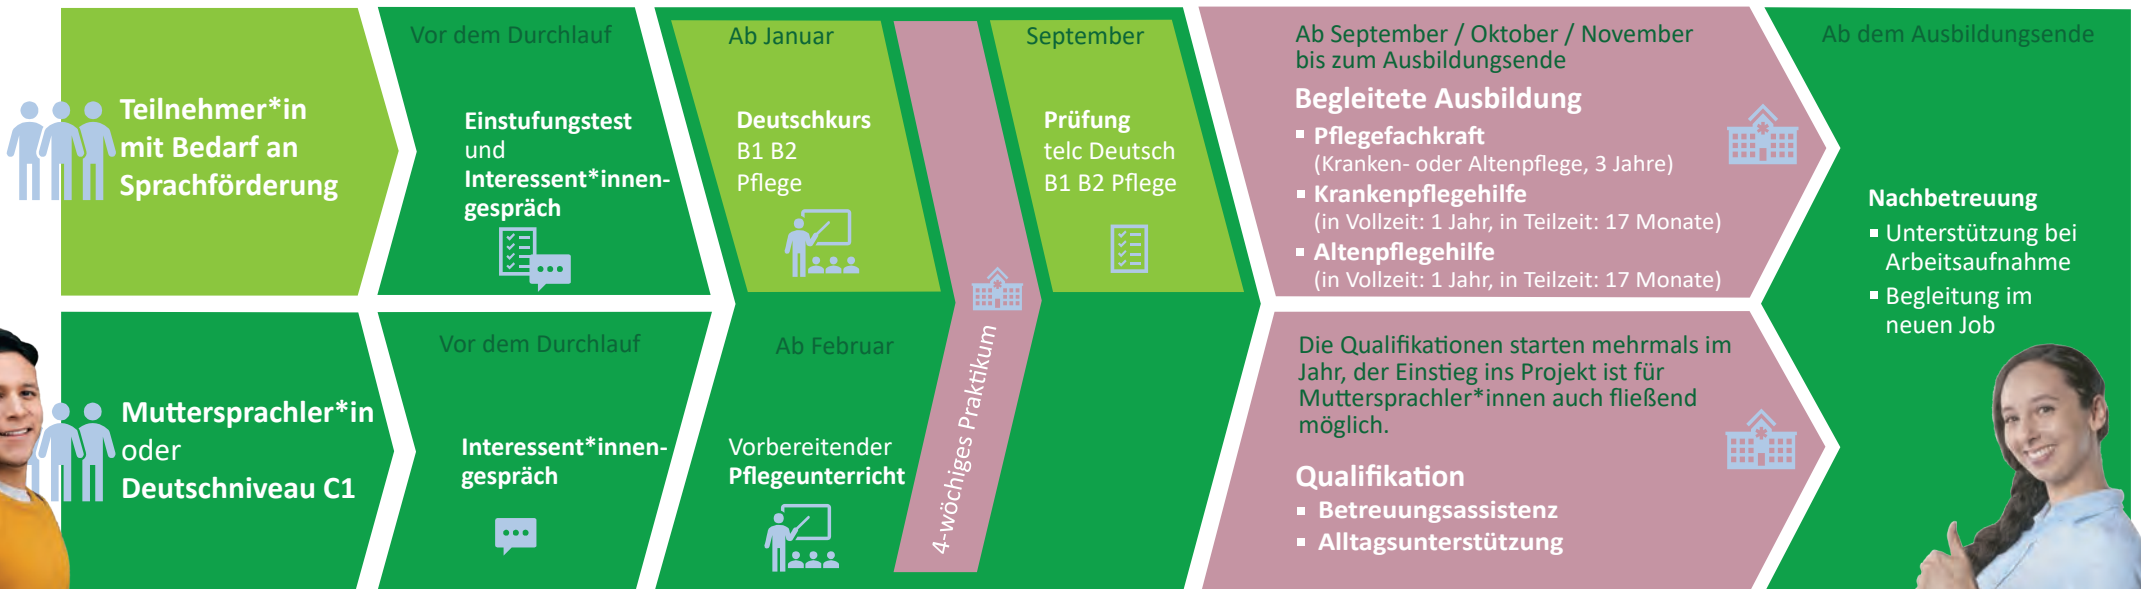 Teilnehmer*in
mit Bedarf an
Sprachförderung
Vor dem Durchlauf
Einstufungstest
und
Interessent*innen-
gespräch
Ab Januar
Deutschkurs
B1 B2
Pflege
September
Prüfung
telc Deutsch
B1 B2 Pflege
Ab September / Oktober / November
bis zum Ausbildungsende
Begleitete Ausbildung
▪ Pflegefachkraft
(Kranken- oder Altenpflege, 3 Jahre)
▪ Krankenpflegehilfe
(in Vollzeit: 1 Jahr, in Teilzeit: 17 Monate)
▪ Altenpflegehilfe
(in Vollzeit: 1 Jahr, in Teilzeit: 17 Monate)
Ab dem Ausbildungsende
Nachbetreuung
▪ Unterstützung bei
Arbeitsaufnahme
▪ Begleitung im
neuen Job
Muttersprachler*in
oder
Deutschniveau C1
Vor dem Durchlauf
Interessent*innen-
gespräch
Ab Februar
Vorbereitender
Pflegeunterricht
4-wöchiges Praktikum
Die Qualifikationen starten mehrmals im
Jahr, der Einstieg ins Projekt ist für
Muttersprachler*innen auch fließend
möglich.
Qualifikation
▪ Betreuungsassistenz
▪ Alltagsunterstützung